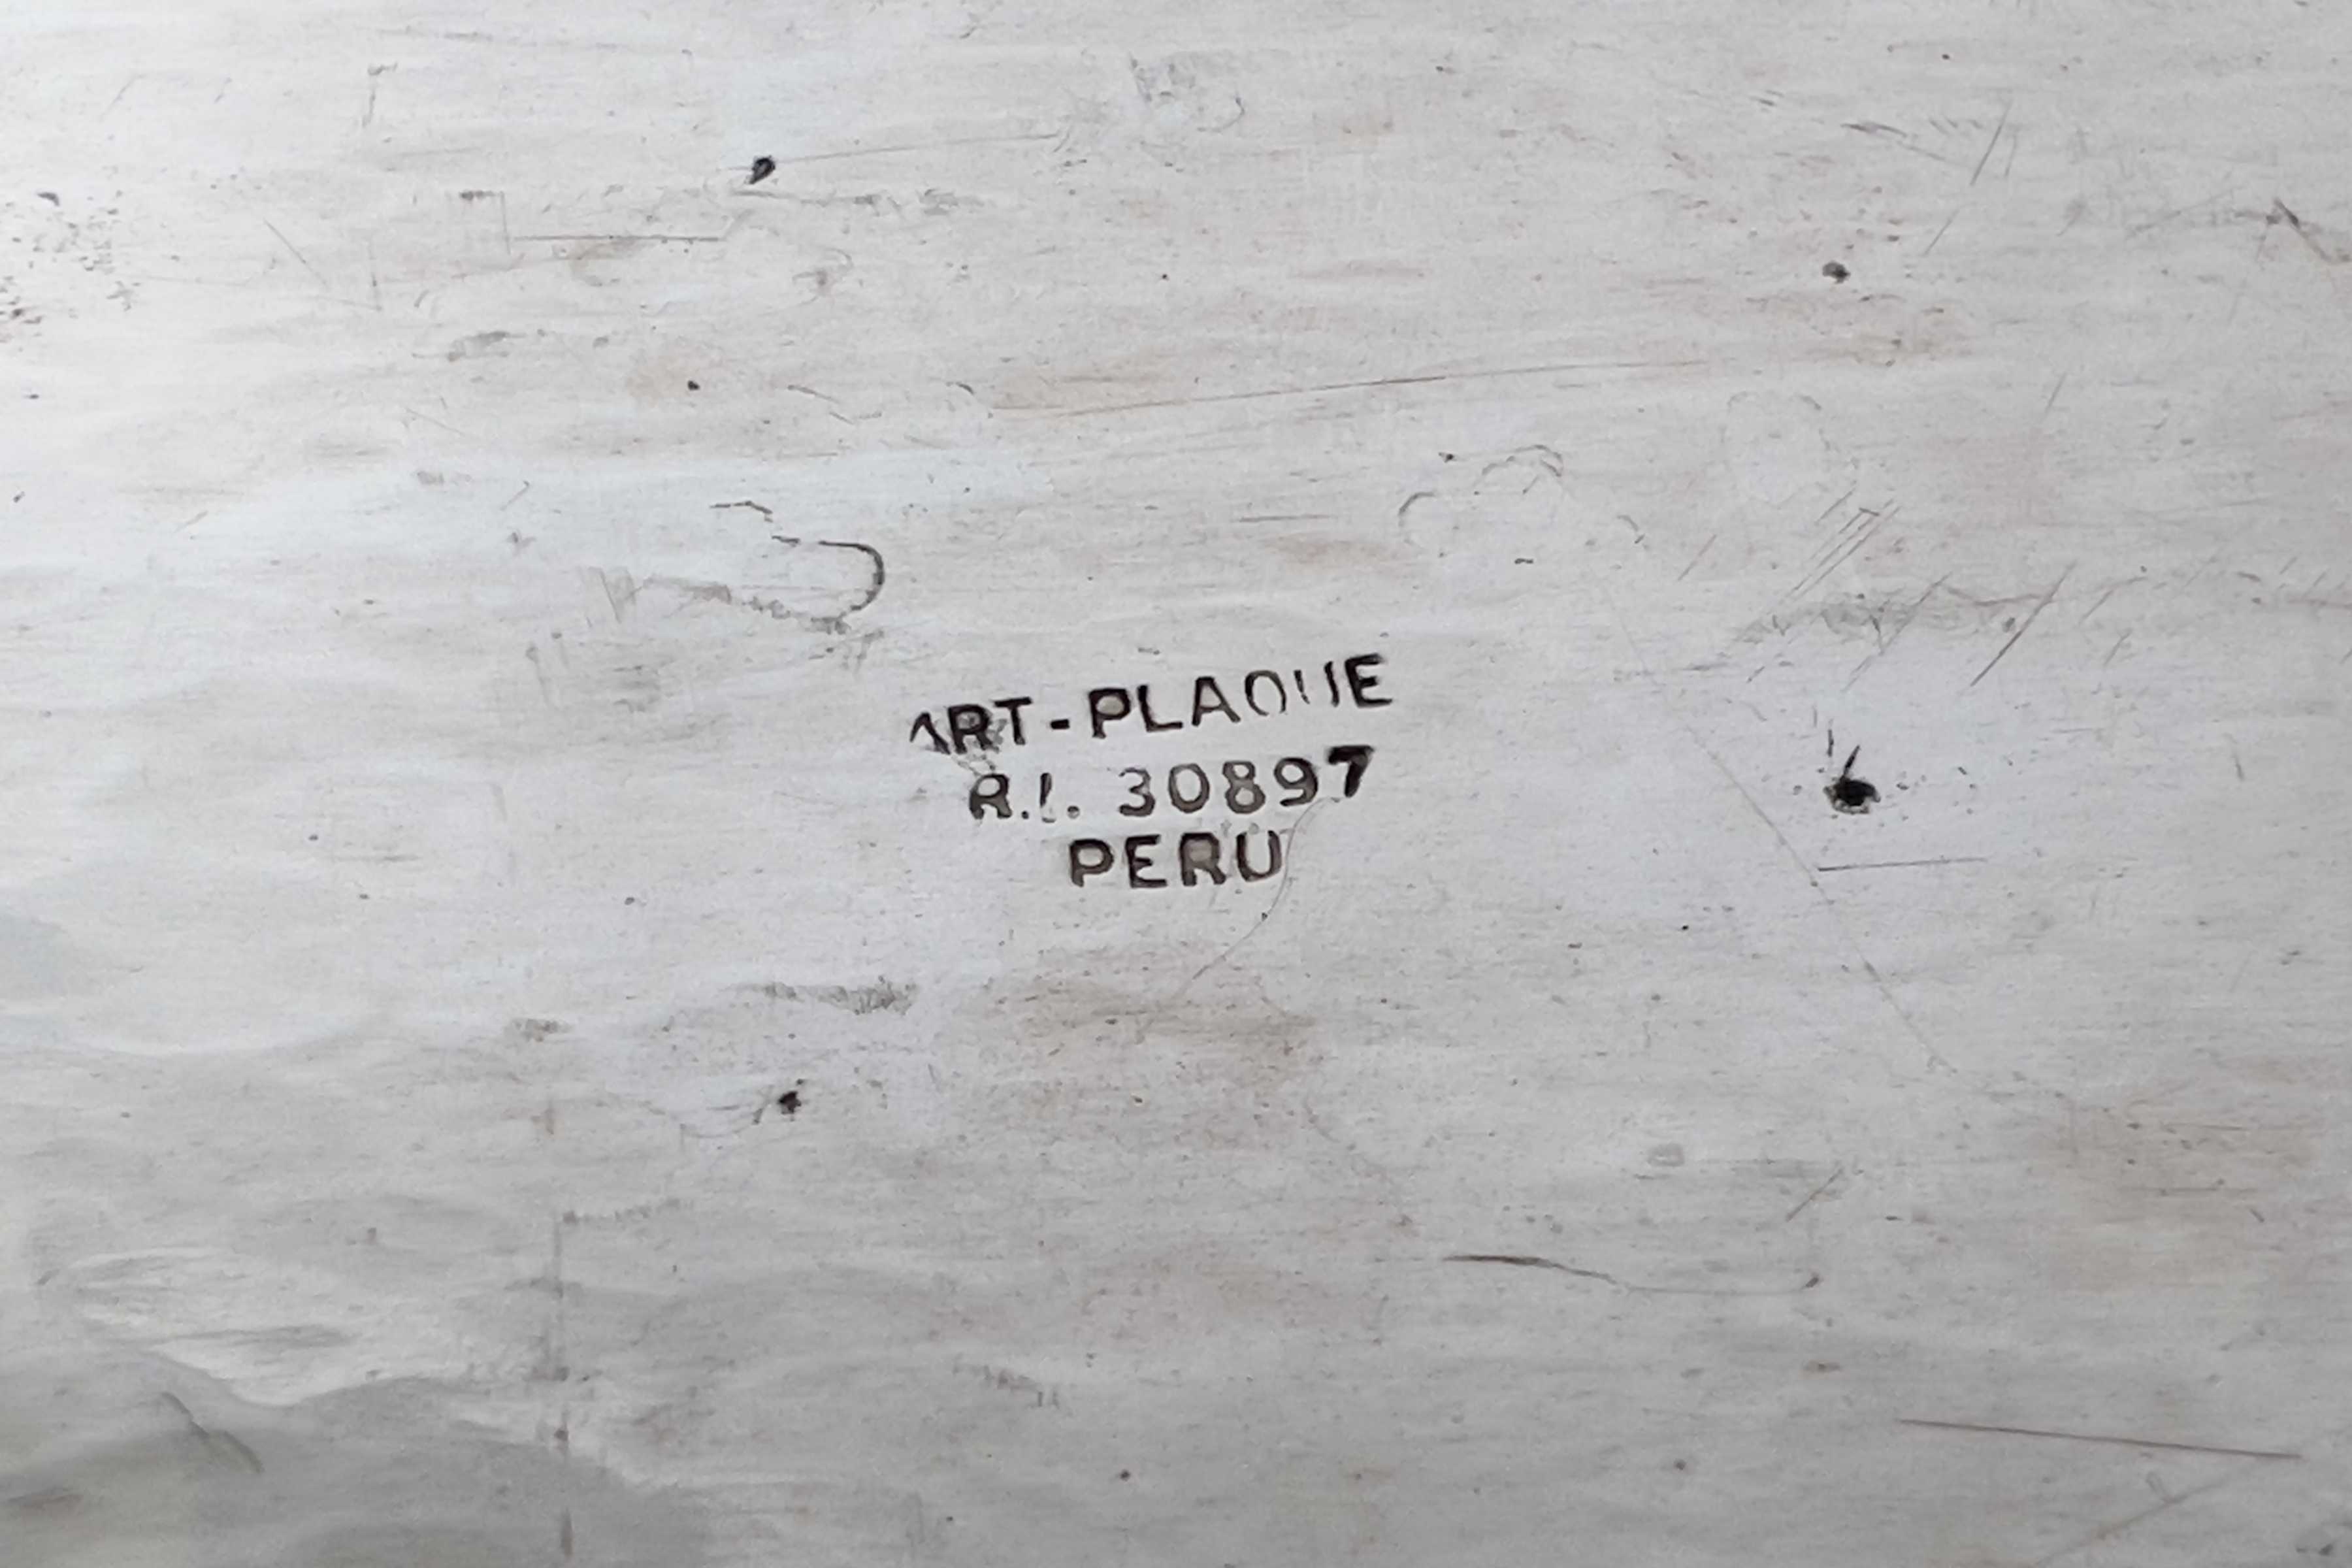 ART-PLAQUE
R.I. 30897
PERU